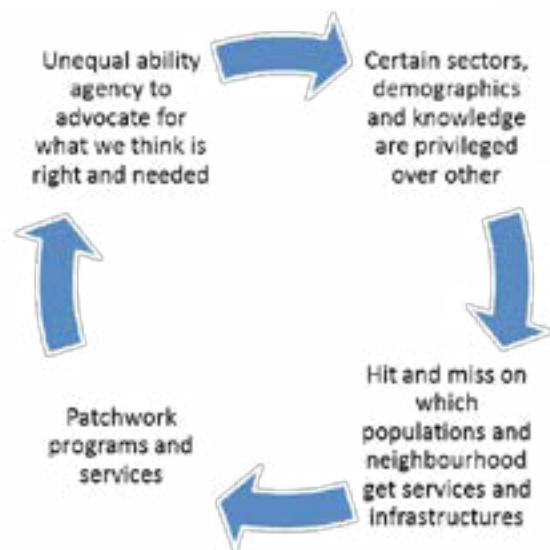 Unequal ability
agency to
advocate for
what we think is
right and needed
Certain sectors,
demographics
and knowledge
are privileged
over other
Hit and miss on
which
populations and
neighbourhood
get services and
infrastructures
Patchwork
programs and
services